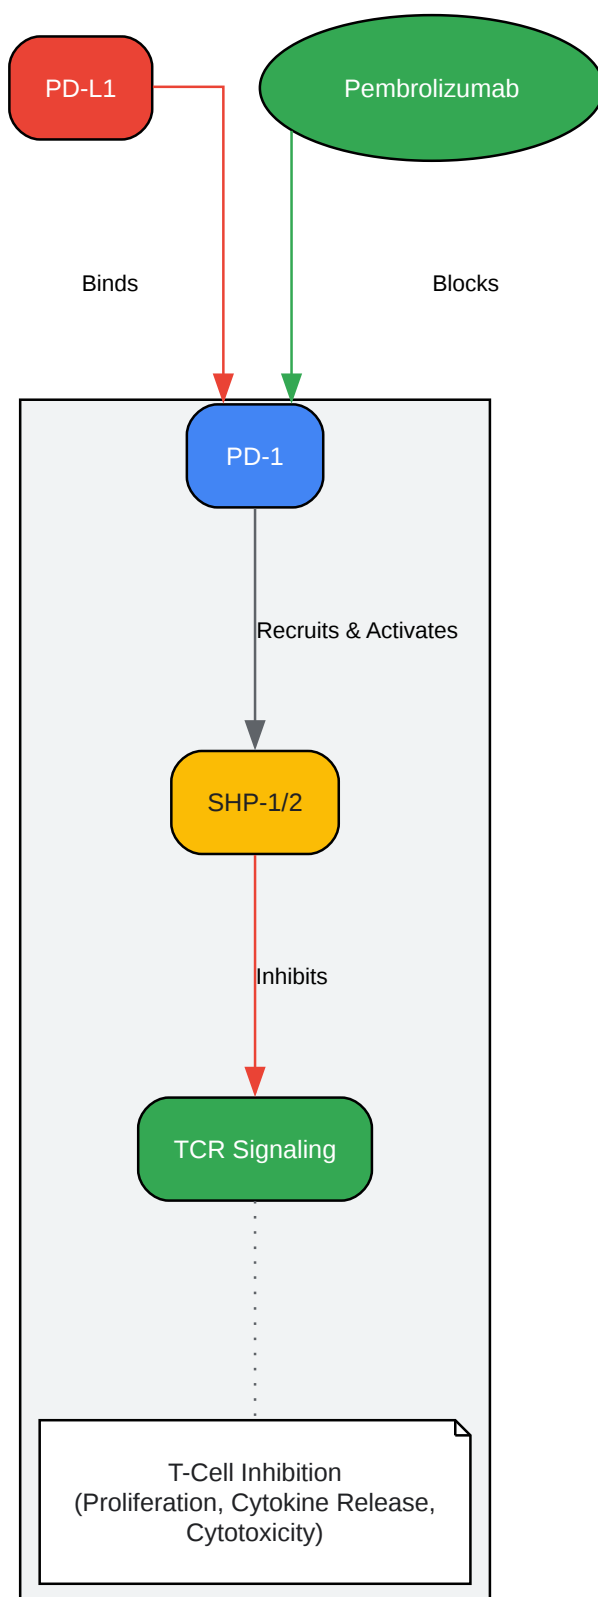 PD-L1
Pembrolizumab
Binds
Blocks
PD-1
Recruits & Activates
SHP-1/2
Inhibits
TCR Signaling
T-Cell Inhibition
(Proliferation, Cytokine Release,
Cytotoxicity)